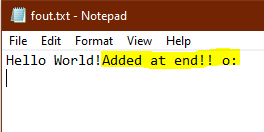 fout.txt - Notepad
File Edit Format View Help
Hello World!Added at end!! o: